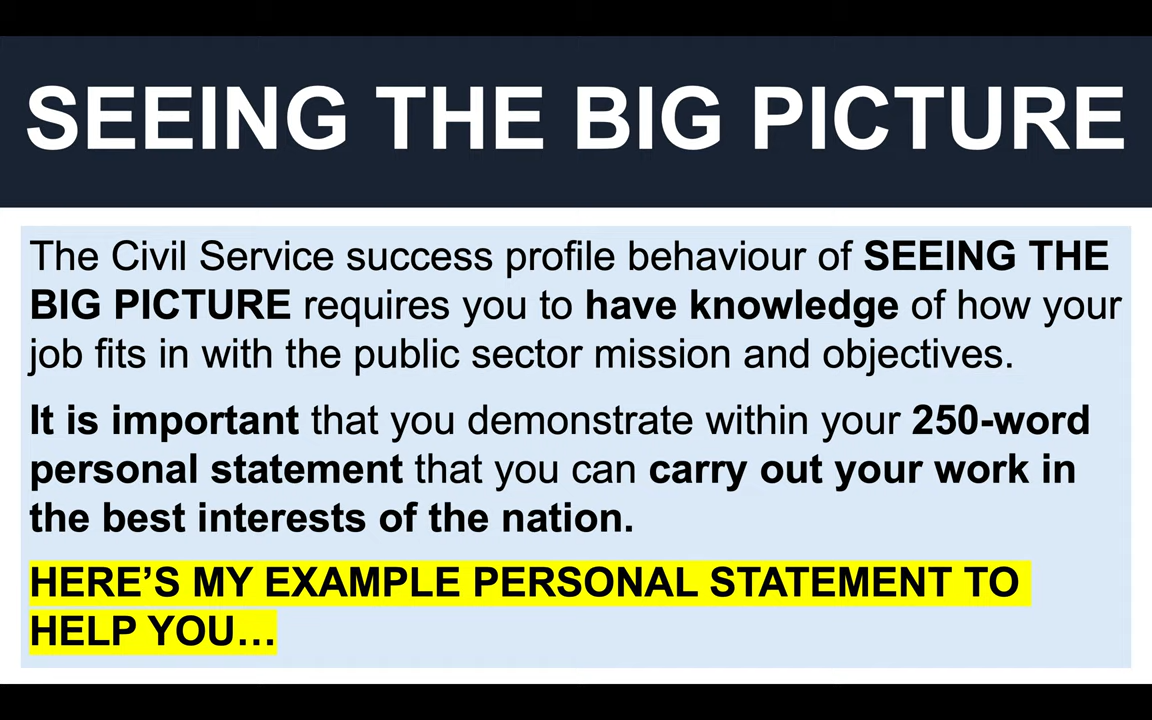 SEEING THE BIG PICTURE
The Civil Service success profile behaviour of SEEING THE
BIG PICTURE requires you to have knowledge of how your
job fits in with the public sector mission and objectives.
It is important that you demonstrate within your 250-word
personal statement that you can carry out your work in
the best interests of the nation.
HERE’S MY EXAMPLE PERSONAL STATEMENT TO
HELP YOU…